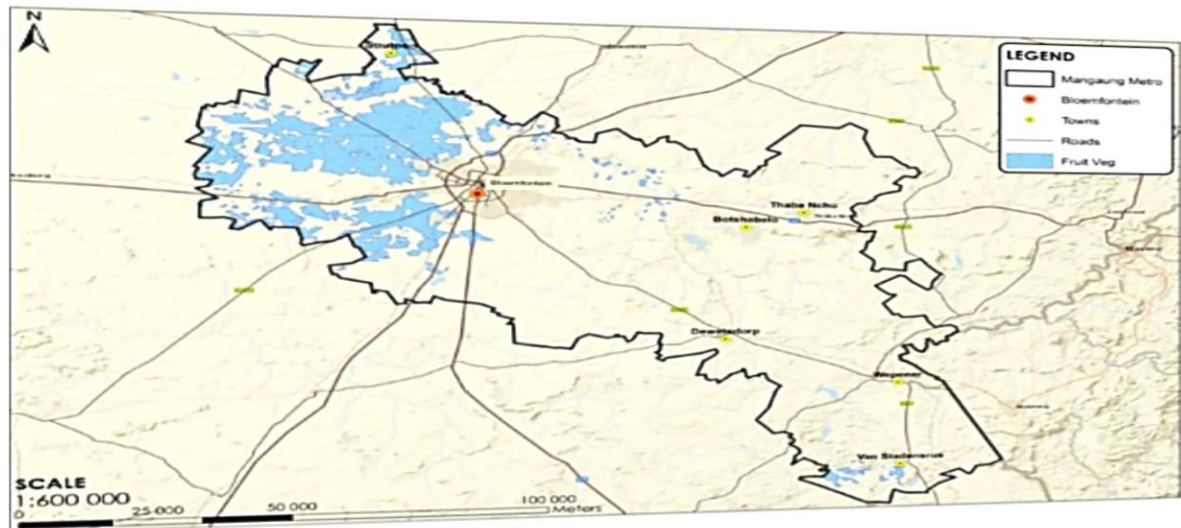 N
LEGEND
Mangaung Metro
Bloemfontein
Towns
Roads
Fruit Veg
Soutpan
Bloemfontein
Thaba Nchu
Botshabelo
Dewetsdorp
Wepener
Van Stadensrus
SCALE
1:600 000
0 25 000 50 000 100 000
Meters